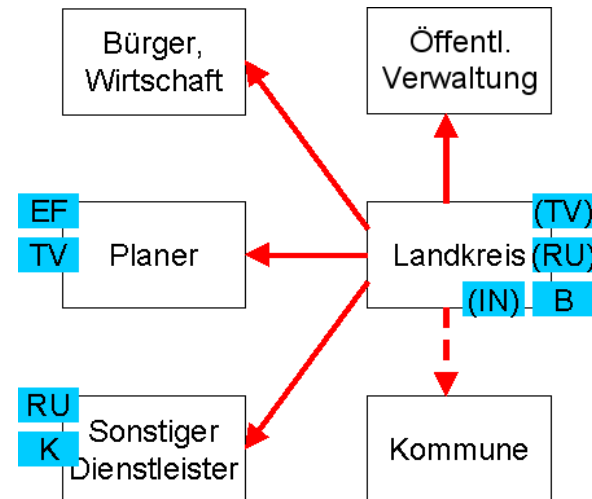 Bürger,
Wirtschaft
Öffentl.
Verwaltung
EF
TV
Planer
Landkreis
(TV)
(RU)
(IN)
B
RU
K
Sonstiger
Dienstleister
Kommune